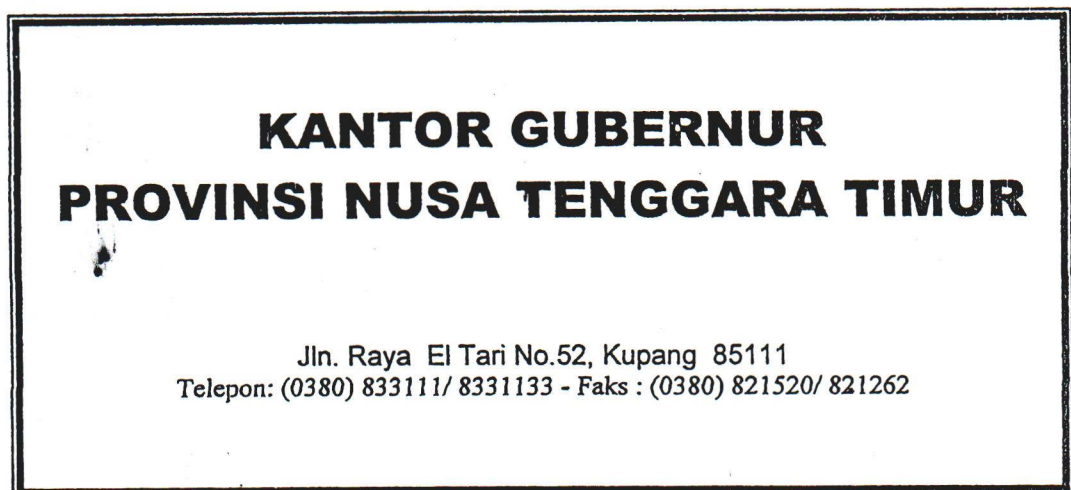 KANTOR GUBERNUR
PROVINSI NUSA TENGGARA TIMUR
Jln. Raya El Tari No.52, Kupang 85111
Telepon: (0380) 833111/ 8331133 - Faks : (0380) 821520/ 821262